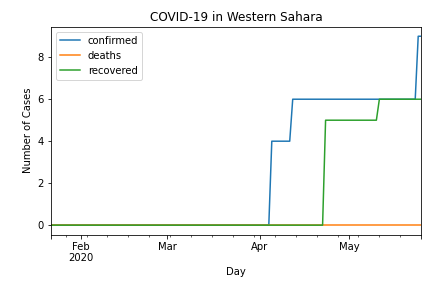 COVID-19 in Western Sahara
confirmed
deaths
recovered
Number of Cases
8
6
4
2
0
Feb Mar Apr May
2020
Day